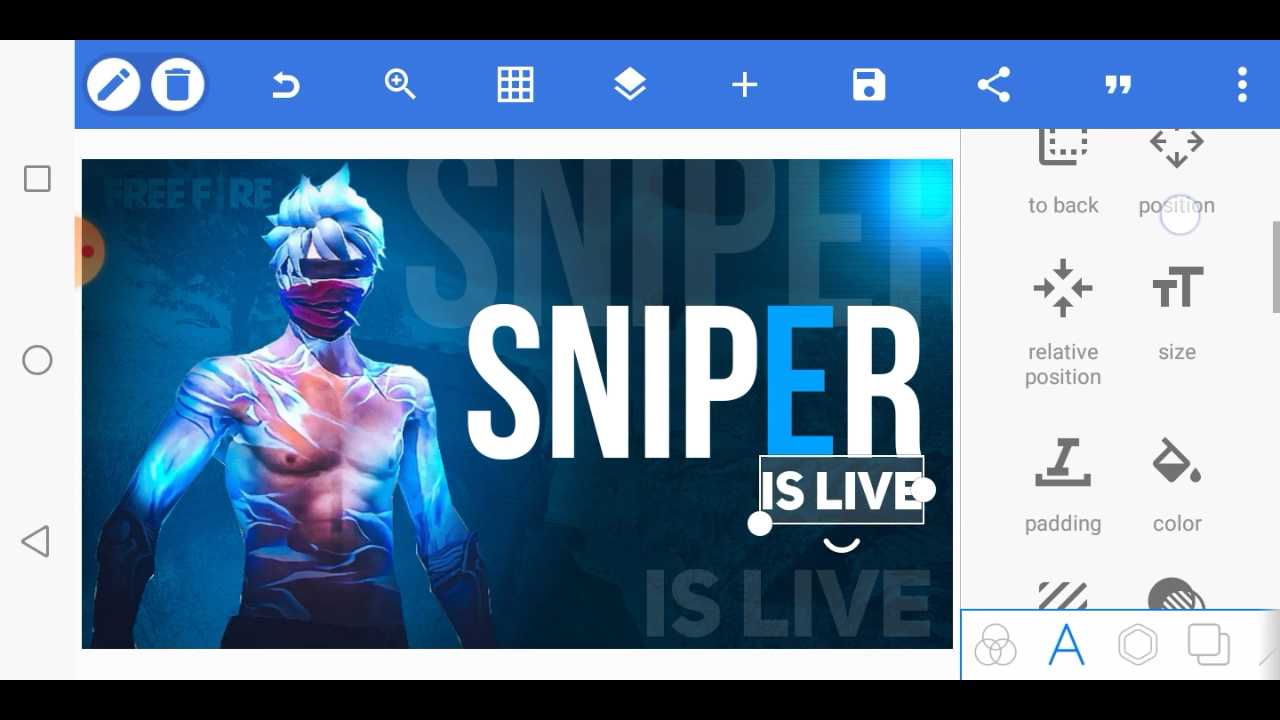 FREE FIRE
SNIPER
SNIPER
IS LIVE
IS LIVE
to back
position
relative
position
size
padding
color